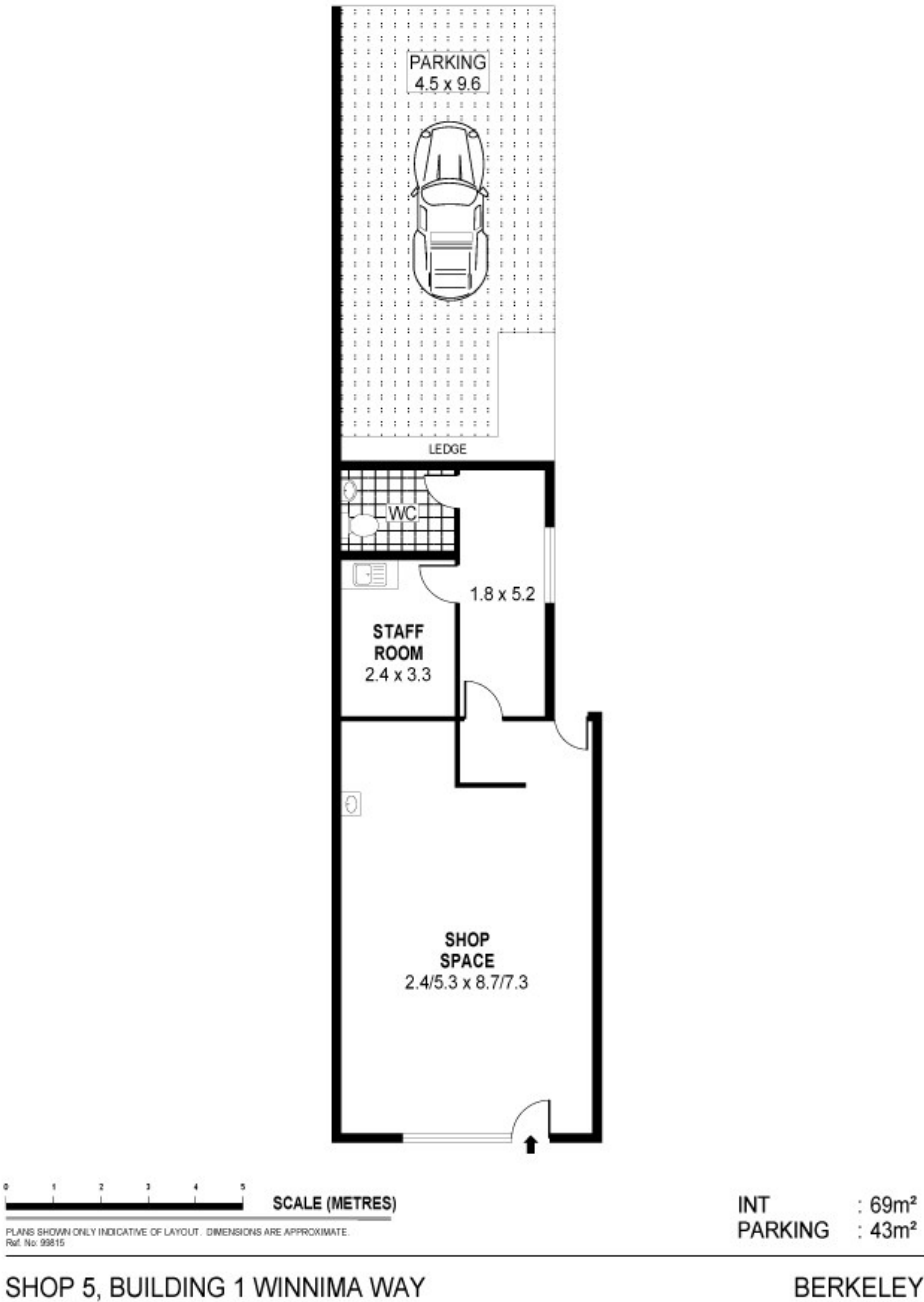 PARKING
4.5 x 9.6
LEDGE
WC
1.8 x 5.2
STAFF
ROOM
2.4 x 3.3
SHOP
SPACE
2.4/5.3 x 8.7/7.3
0 1 2 3 4 5
SCALE (METRES)
INT : 69m²
PARKING : 43m²
PLANS SHOWN ONLY INDICATIVE OF LAYOUT. DIMENSIONS ARE APPROXIMATE.
Ref. No: 99815
SHOP 5, BUILDING 1 WINNIMA WAY
BERKELEY